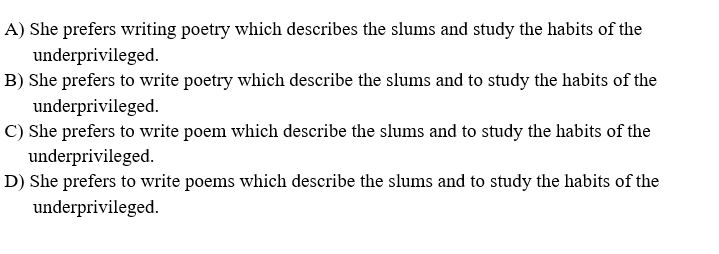 A) She prefers writing poetry which describes the slums and study the habits of the
underprivileged.
B) She prefers to write poetry which describe the slums and to study the habits of the
underprivileged.
C) She prefers to write poem which describe the slums and to study the habits of the
underprivileged.
D) She prefers to write poems which describe the slums and to study the habits of the
underprivileged.